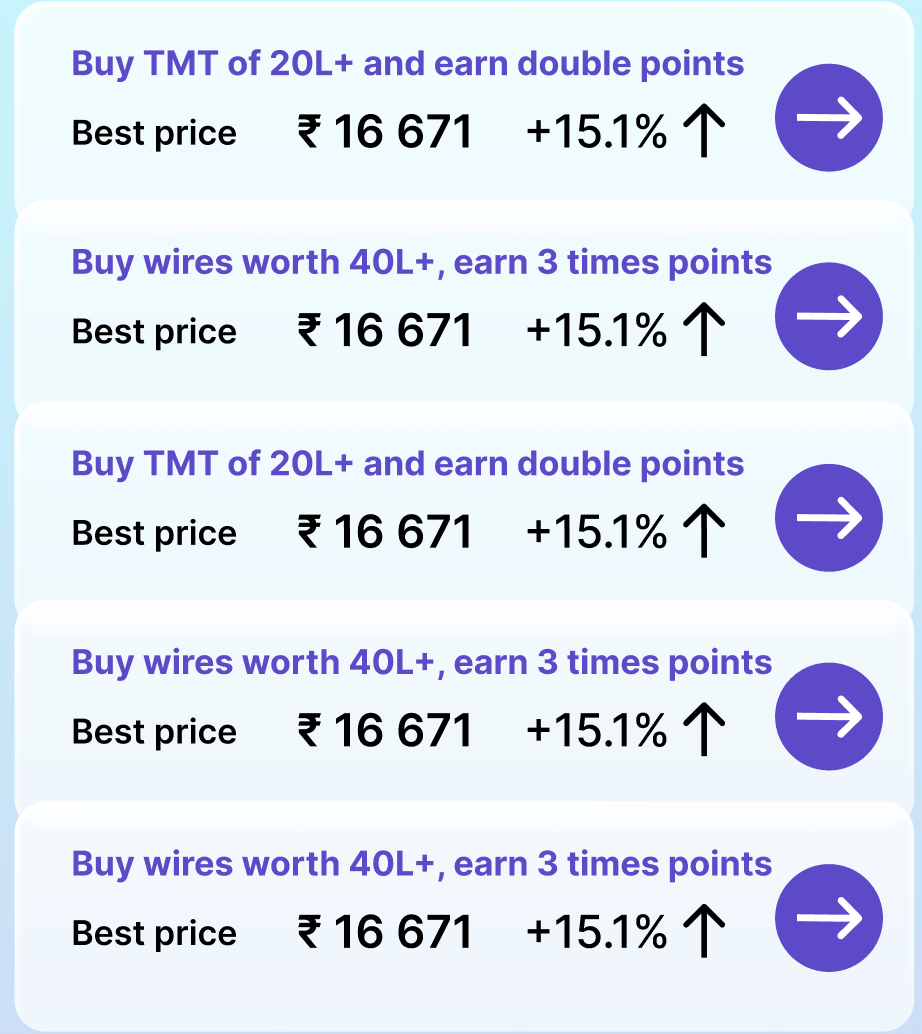 Buy TMT of 20L+ and earn double points
Best price ₹ 16 671 +15.1% ↑
Buy wires worth 40L+, earn 3 times points
Best price ₹ 16 671 +15.1% ↑
Buy TMT of 20L+ and earn double points
Best price ₹ 16 671 +15.1% ↑
Buy wires worth 40L+, earn 3 times points
Best price ₹ 16 671 +15.1% ↑
Buy wires worth 40L+, earn 3 times points
Best price ₹ 16 671 +15.1% ↑